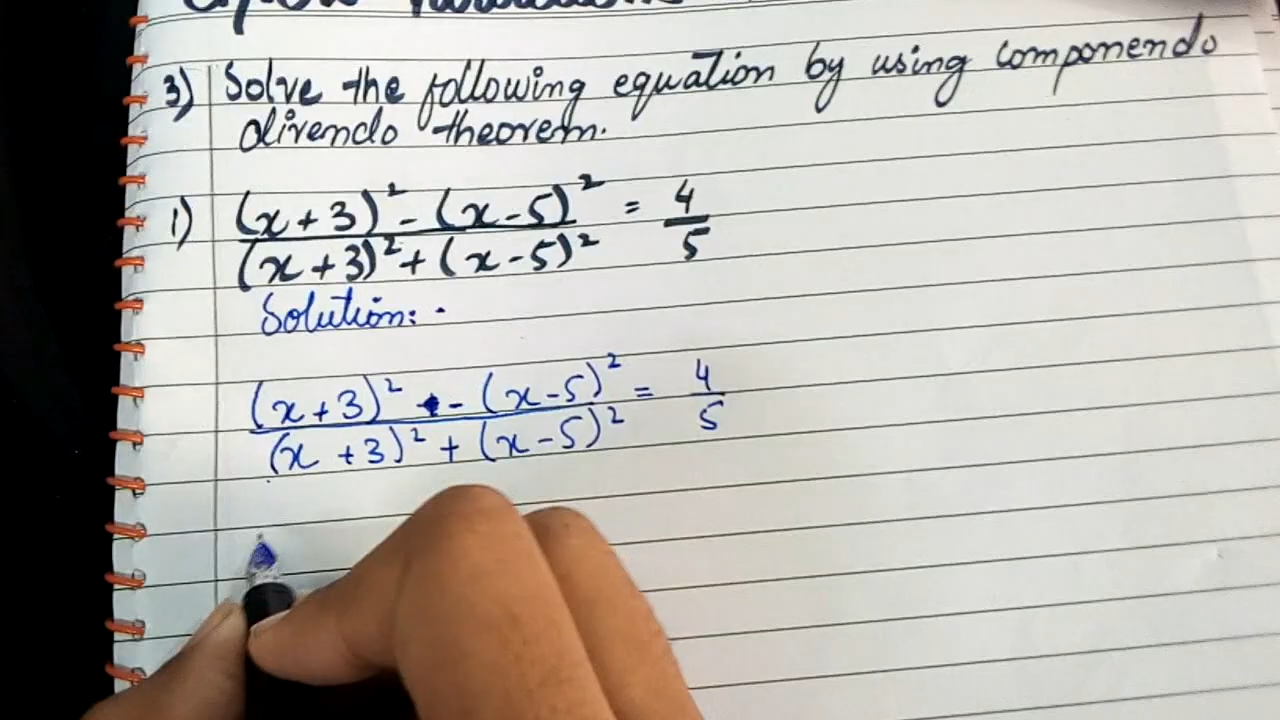 3) Solve the following equation by using componendo
divendo theorem.
1) (x+3)² - (x-5)² / (x+3)² + (x-5)² = 4/5
Solution:.
(x+3)² - (x-5)² / (x+3)² + (x-5)² = 4/5